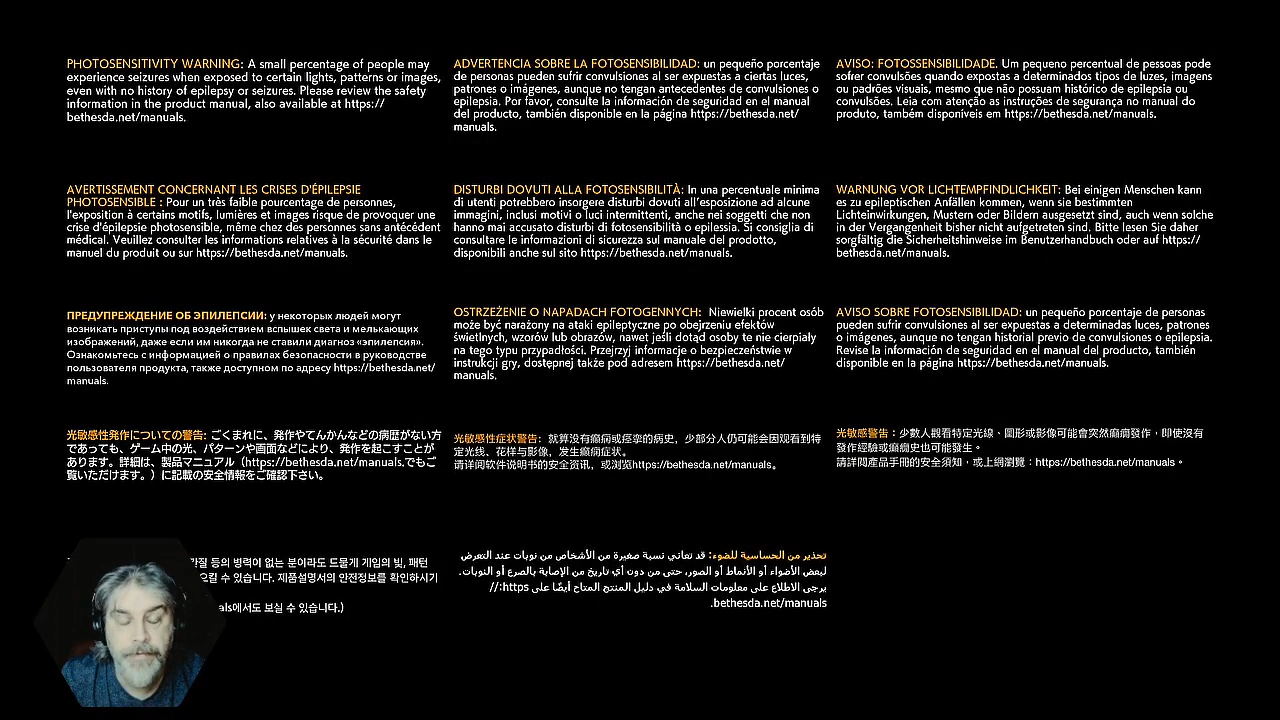 PHOTOSENSITIVITY WARNING: A small percentage of people may
experience seizures when exposed to certain lights, patterns or images,
even with no history of epilepsy or seizures. Please review the safety
information in the product manual, also available at https://
bethesda.net/manuals.
ADVERTENCIA SOBRE LA FOTOSENSIBILIDAD: un pequeño porcentaje
de personas pueden sufrir convulsiones al ser expuestas a ciertas luces,
patrones o imágenes, aunque no tengan antecedentes de convulsiones o
epilepsia. Por favor, consulte la información de seguridad en el manual
del producto, también disponible en la página https://bethesda.net/
manuals.
AVISO: FOTOSSENSIBILIDADE. Um pequeno percentual de pessoas pode
sofrer convulsões quando expostas a determinados tipos de luzes, imagens
ou padrões visuais, mesmo que não possuam histórico de epilepsia ou
convulsões. Leia com atenção as instruções de segurança no manual do
produto, também disponíveis em https://bethesda.net/manuals.
AVERTISSEMENT CONCERNANT LES CRISES D'ÉPILEPSIE
PHOTOSENSIBLE : Pour un très faible pourcentage de personnes,
l'exposition à certains motifs, lumières et images risque de provoquer une
crise d'épilepsie photosensible, même chez des personnes sans antécédent
médical. Veuillez consulter les informations relatives à la sécurité dans le
manuel du produit ou sur https://bethesda.net/manuals.
DISTURBI DOVUTI ALLA FOTOSENSIBILITÀ: In una percentuale minima
di utenti potrebbero insorgere disturbi dovuti all'esposizione ad alcune
immagini, inclusi motivi o luci intermittenti, anche nei soggetti che non
hanno mai accusato disturbi di fotosensibilità o epilessia. Si consiglia di
consultare le informazioni di sicurezza sul manuale del prodotto,
disponibili anche sul sito https://bethesda.net/manuals.
WARNUNG VOR LICHTEMPFINDLICHKEIT: Bei einigen Menschen kann
es zu epileptischen Anfällen kommen, wenn sie bestimmten
Lichteinwirkungen, Mustern oder Bildern ausgesetzt sind, auch wenn solche
in der Vergangenheit bisher nicht aufgetreten sind. Bitte lesen Sie daher
sorgfältig die Sicherheitshinweise im Benutzerhandbuch oder auf https://
bethesda.net/manuals.
ПРЕДУПРЕЖДЕНИЕ ОБ ЭПИЛЕПСИИ: у некоторых людей могут
возникать приступы под воздействием вспышек света и мелькающих
изображений, даже если им никогда не ставили диагноз «эпилепсия».
Ознакомьтесь с информацией о правилах безопасности в руководстве
пользователя продукта, также доступном по адресу https://bethesda.net/
manuals.
OSTRZEŻENIE O NAPADACH FOTOGENNYCH: Niewielki procent osób
może być narażony na ataki epileptyczne po obejrzeniu efektów
świetlnych, wzorów lub obrazów, nawet jeśli dotąd osoby te nie cierpiały
na tego typu przypadłości. Przejrzyj informacje o bezpieczeństwie w
instrukcji gry, dostępnej także pod adresem https://bethesda.net/
manuals.
AVISO SOBRE FOTOSENSIBILIDAD: un pequeño porcentaje de personas
pueden sufrir convulsiones al ser expuestas a determinadas luces, patrones
o imágenes, aunque no tengan historial previo de convulsiones o epilepsia.
Revise la información de seguridad en el manual del producto, también
disponible en la página https://bethesda.net/manuals.
光敏感性発作についての警告: ごくまれに、発作やてんかんなどの病歴がない方
であっても、ゲーム中の光、パターンや画面などにより、発作を起こすことが
あります。詳細は、製品マニュアル（https://bethesda.net/manuals.でもご
覧いただけます。）に記載の安全情報をご確認下さい。
光敏感性症状警告：就算没有癫痫或痉挛的病史，少部分人仍可能会因观看到特
定光线、花样与影像，发生癫痫症状。
请详阅软件说明书的安全资讯，或浏览https://bethesda.net/manuals。
光敏感警告：少數人觀看特定光線、圖形或影像可能會突然癲癇發作，即使沒有
發作經驗或癲癇史也可能發生。
請詳閱產品手冊的安全須知，或上網瀏覽：https://bethesda.net/manuals。
등의 병력이 없는 분이라도 드물게 게임의 빛, 패턴
수 있습니다. 제품설명서의 안전정보를 확인하시기
als에서도 보실 수 있습니다.)
تحذير من الحساسية للضوء: قد تعاني نسبة صغيرة من الأشخاص من نوبات عند التعرض
لبعض الأضواء أو الأنماط أو الصور، حتى من دون أي تاريخ من الإصابة بالصرع أو النوبات.
يرجى الاطلاع على معلومات السلامة في دليل المنتج المتاح أيضًا على https://
bethesda.net/manuals.